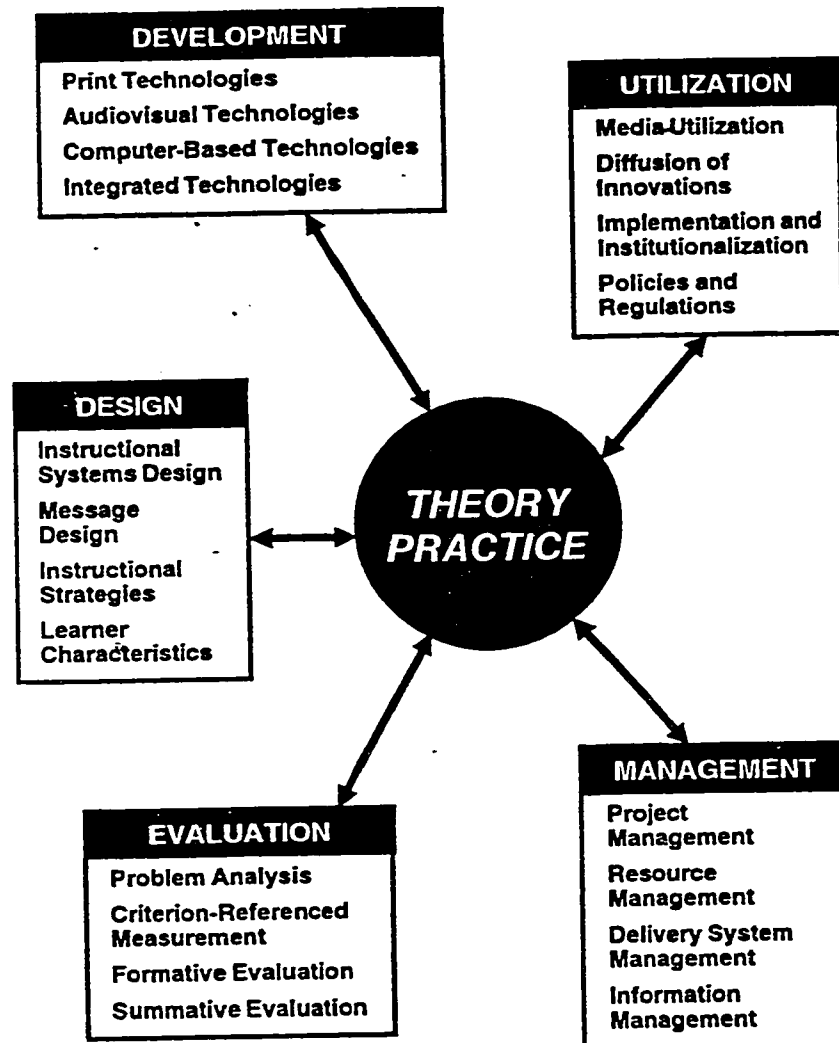 DEVELOPMENT
Print Technologies
Audiovisual Technologies
Computer-Based Technologies
Integrated Technologies
UTILIZATION
Media-Utilization
Diffusion of
Innovations
Implementation and
Institutionalization
Policies and
Regulations
DESIGN
Instructional
Systems Design
Message
Design
Instructional
Strategies
Learner
Characteristics
THEORY
PRACTICE
EVALUATION
Problem Analysis
Criterion-Referenced
Measurement
Formative Evaluation
Summative Evaluation
MANAGEMENT
Project
Management
Resource
Management
Delivery System
Management
Information
Management